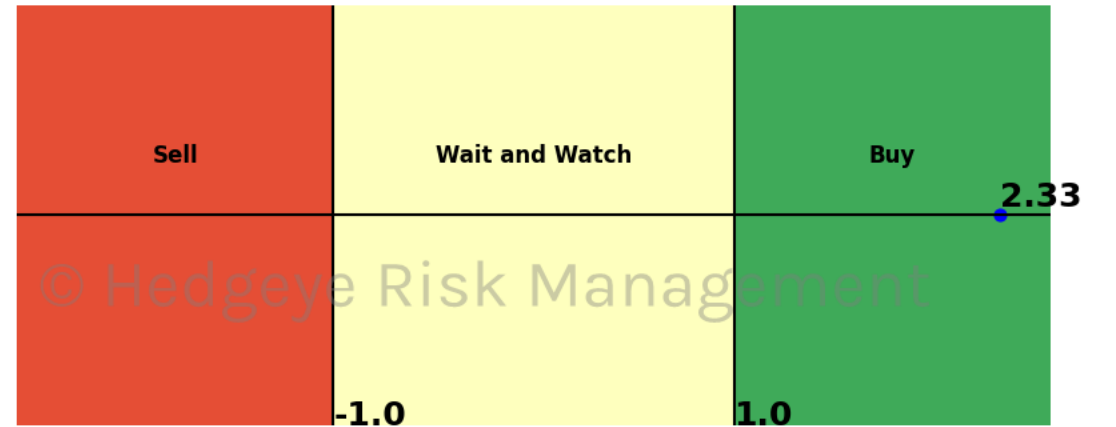 Sell
Wait and Watch
Buy
2.33
© Hedgeye Risk Management
-1.0
1.0